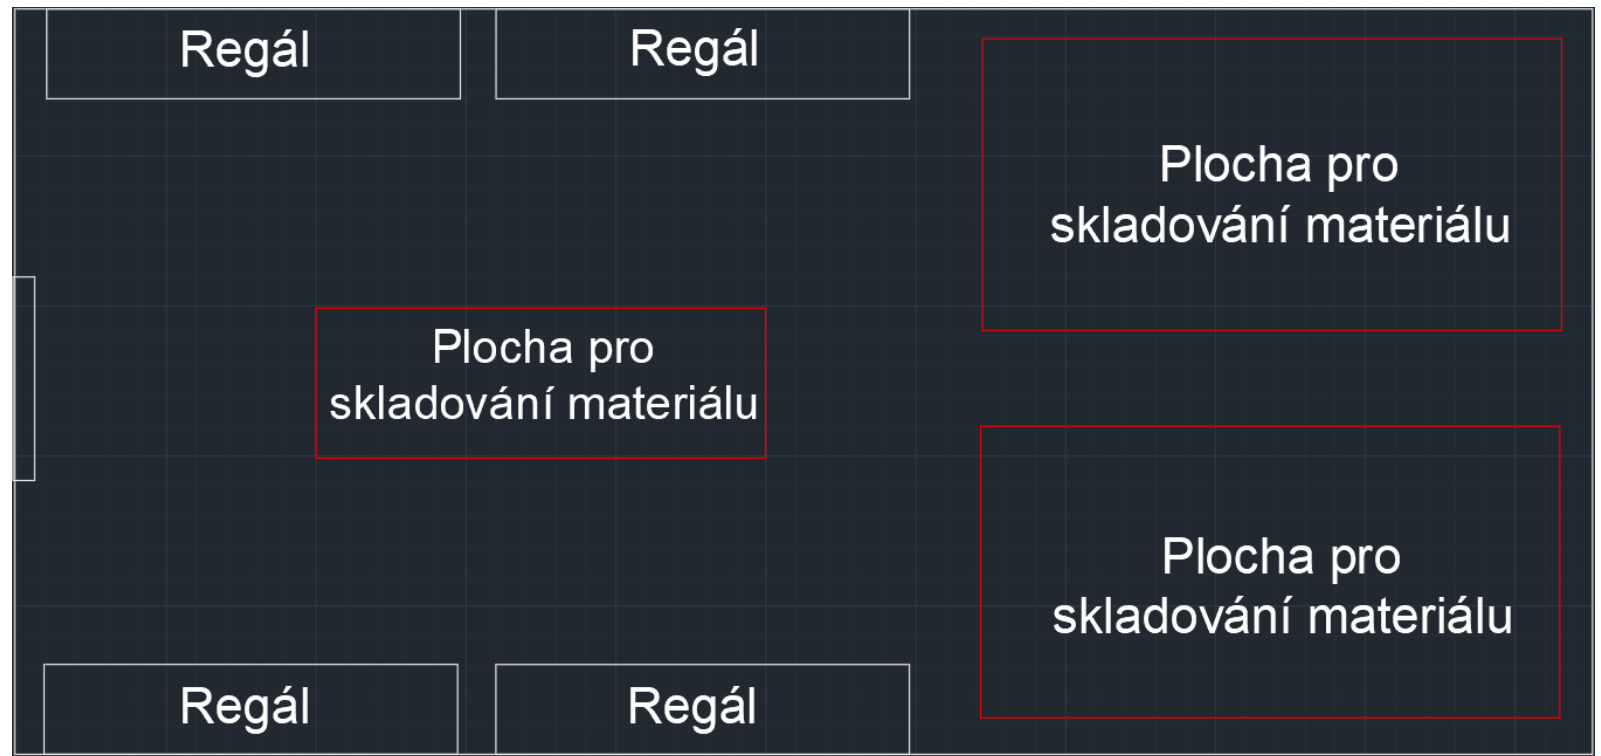 Regál
Regál
Plocha pro
skladování materiálu
Plocha pro
skladování materiálu
Plocha pro
skladování materiálu
Regál
Regál